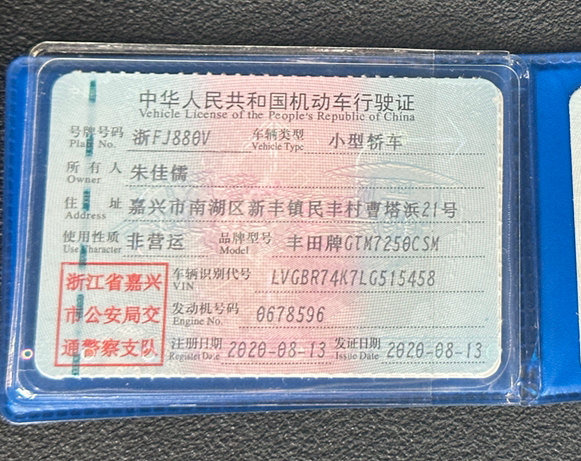 中华人民共和国机动车行驶证
Vehicle License of the People's Republic of China
号牌号码 浙FJ880V 车辆类型 小型轿车
Plate No. Vehicle Type
所有人 朱佳儒
Owner
住址 嘉兴市南湖区新丰镇民丰村曹塔浜21号
Address
使用性质 非营运 品牌型号 丰田牌GTM7250CSM
Use Character Model
浙江省嘉兴
市公安局交
通警察支队
车辆识别代号 LVGBR74K7LG515458
VIN
发动机号码 0678596
Engine No.
注册日期 2020-08-13 发证日期 2020-08-13
Register Date Issue Date